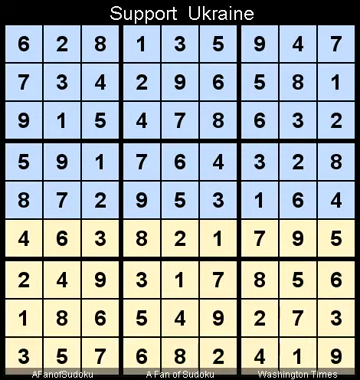 Support Ukraine
6 2 8 1 3 5 9 4 7
7 3 4 2 9 6 5 8 1
9 1 5 4 7 8 6 3 2
5 9 1 7 6 4 3 2 8
8 7 2 9 5 3 1 6 4
4 6 3 8 2 1 7 9 5
2 4 9 3 1 7 8 5 6
1 8 6 5 4 9 2 7 3
3 5 7 6 8 2 4 1 9
AFanofSudoku A Fan of Sudoku Washington Times